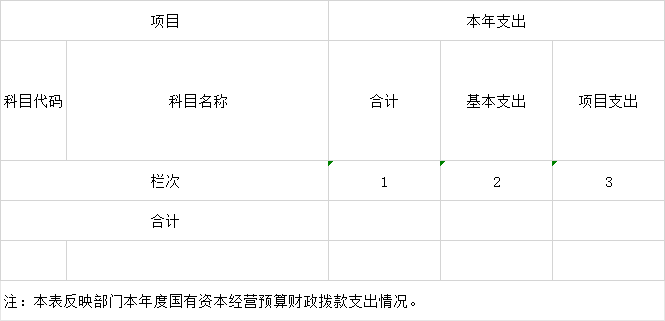 项目 本年支出
科目代码 科目名称 合计 基本支出 项目支出
栏次 1 2 3
合计
注：本表反映部门本年度国有资本经营预算财政拨款支出情况。